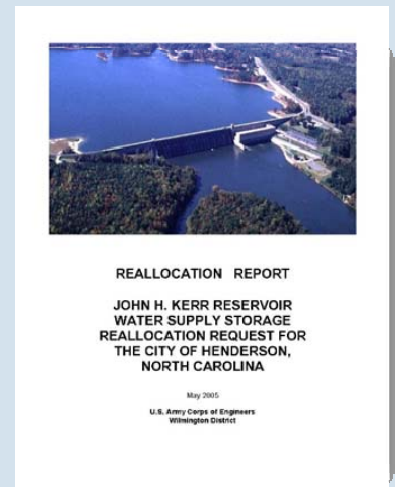 REALLOCATION REPORT
JOHN H. KERR RESERVOIR
WATER SUPPLY STORAGE
REALLOCATION REQUEST FOR
THE CITY OF HENDERSON,
NORTH CAROLINA
May 2005
U.S. Army Corps of Engineers
Wilmington District